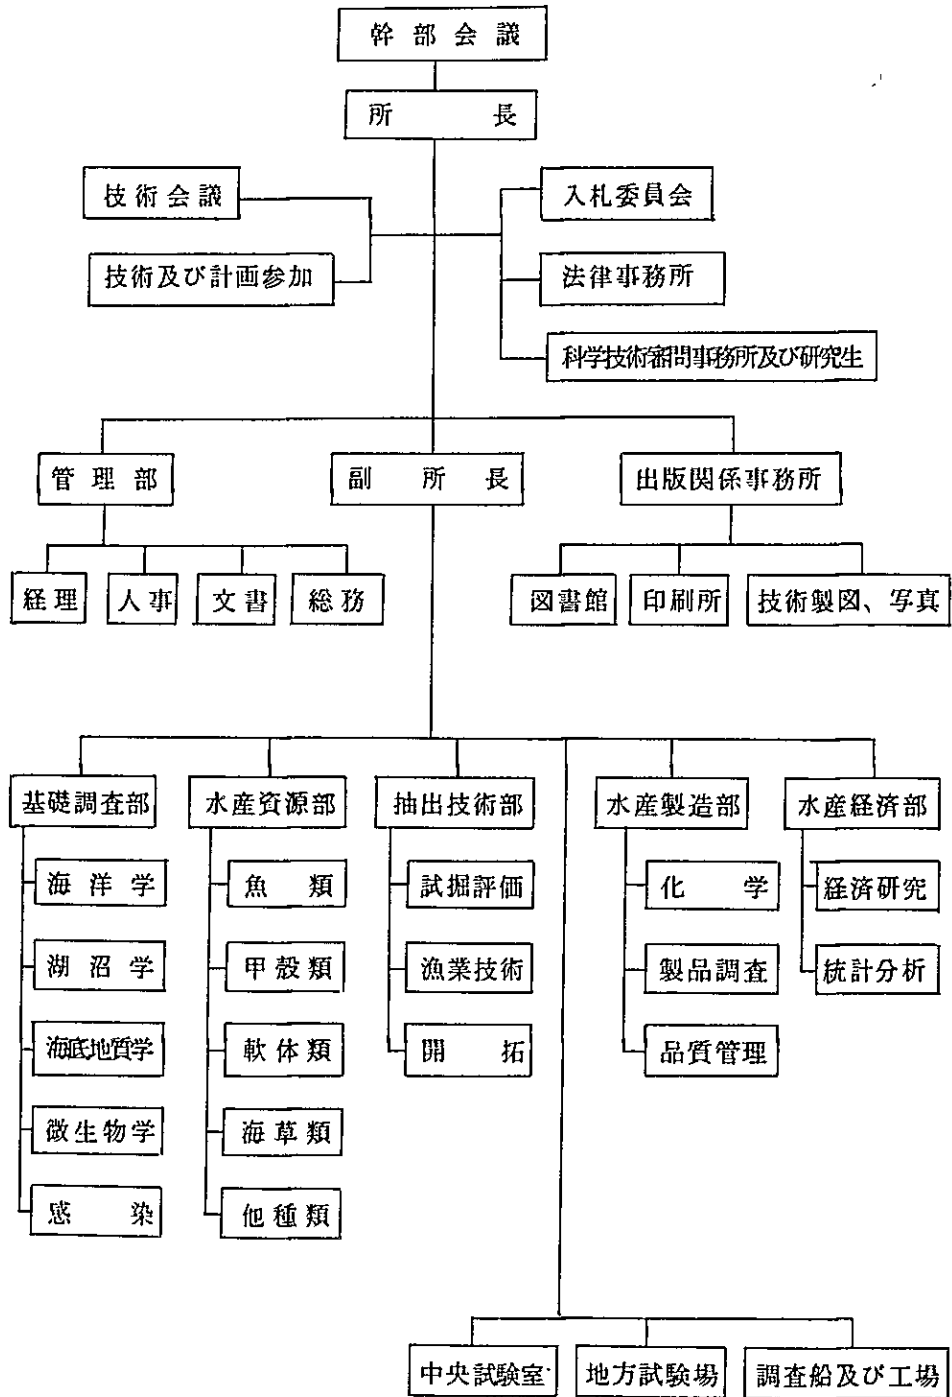 幹部会議
所長
技術会議
入札委員会
技術及び計画参加
法律事務所
科学技術審問事務所及び研究生
管理部
副所長
出版関係事務所
経理
人事
文書
総務
図書館
印刷所
技術製図、写真
基礎調査部
水産資源部
抽出技術部
水産製造部
水産経済部
海洋学
魚類
試掘評価
化学
経済研究
湖沼学
甲殻類
漁業技術
製品調査
統計分析
海底地質学
軟体類
開拓
品質管理
微生物学
海草類
感染
他種類
中央試験室
地方試験場
調査船及び工場